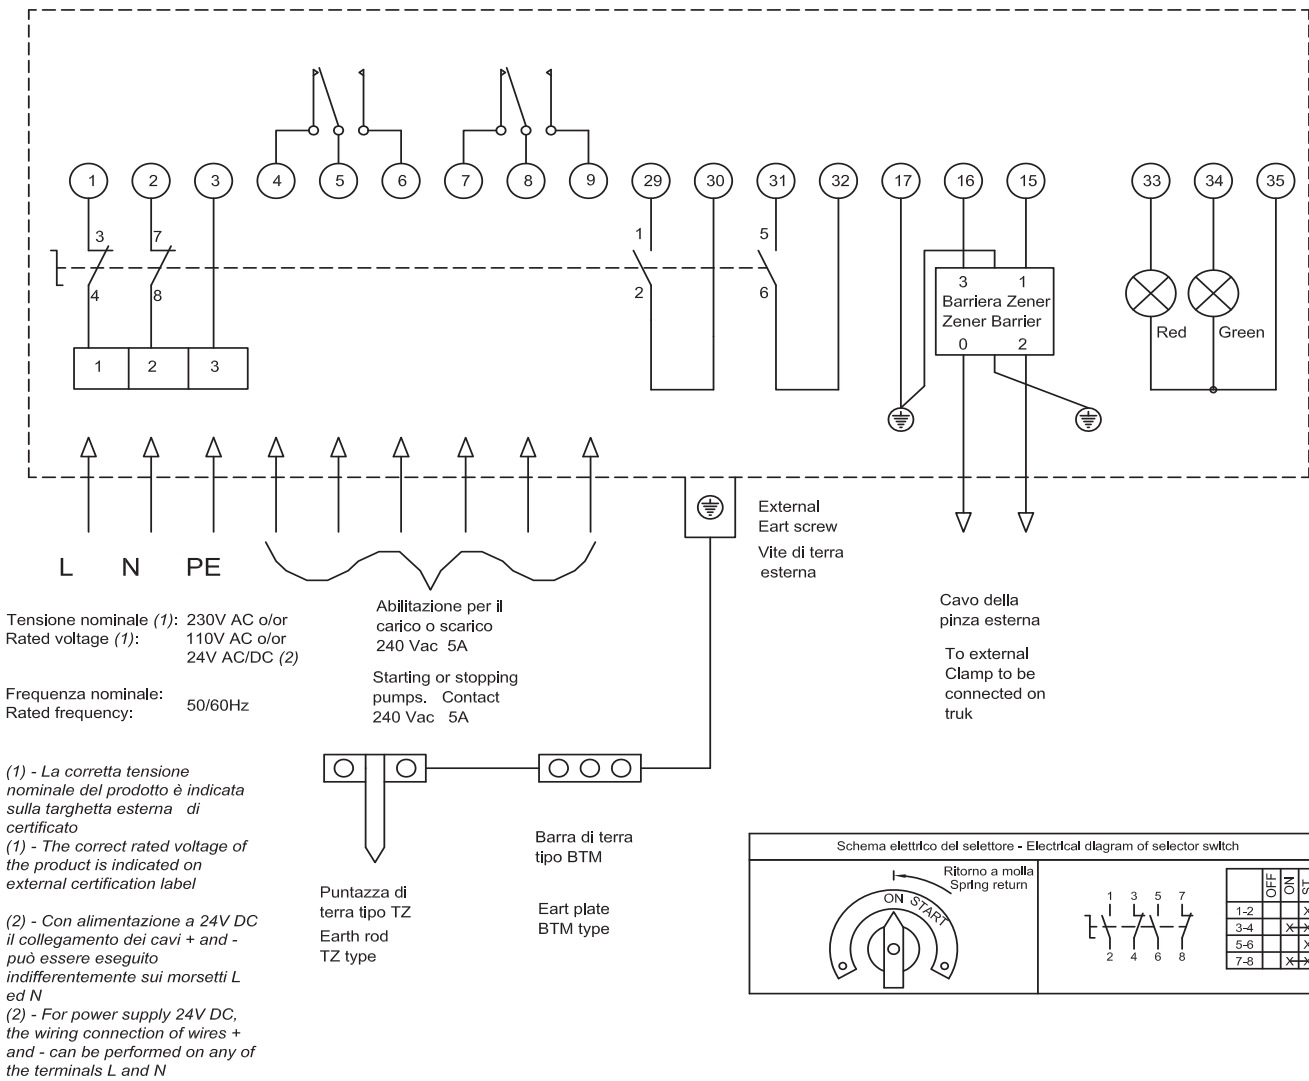 1 2 3 4 5 6 7 8 9 29 30 31 32 17 16 15 33 34 35
3 7 1 5
4 8 2 6
3 1
Barriera Zener
Zener Barrier
0 2
Red
Green
1 2 3
L N PE
External
Eart screw
Vite di terra
esterna
Tensione nominale (1): 230V AC o/or
Rated voltage (1): 110V AC o/or
24V AC/DC (2)
Frequenza nominale:
Rated frequency:
50/60Hz
Abilitazione per il
carico o scarico
240 Vac 5A
Starting or stopping
pumps. Contact
240 Vac 5A
Cavo della
pinza esterna
To external
Clamp to be
connected on
truk
(1) - La corretta tensione
nominale del prodotto è indicata
sulla targhetta esterna di
certificato
(1) - The correct rated voltage of
the product is indicated on
external certification label
(2) - Con alimentazione a 24V DC
il collegamento dei cavi + and -
può essere eseguito
indifferentemente sui morsetti L
ed N
(2) - For power supply 24V DC,
the wiring connection of wires +
and - can be performed on any of
the terminals L and N
Puntazza di
terra tipo TZ
Earth rod
TZ type
Barra di terra
tipo BTM
Eart plate
BTM type
Schema elettrico del selettore - Electrical diagram of selector switch
Ritorno a molla
Spring return
ON START
1 3 5 7
2 4 6 8
OFF ON ST
1-2 X
3-4 X X
5-6 X
7-8 X X